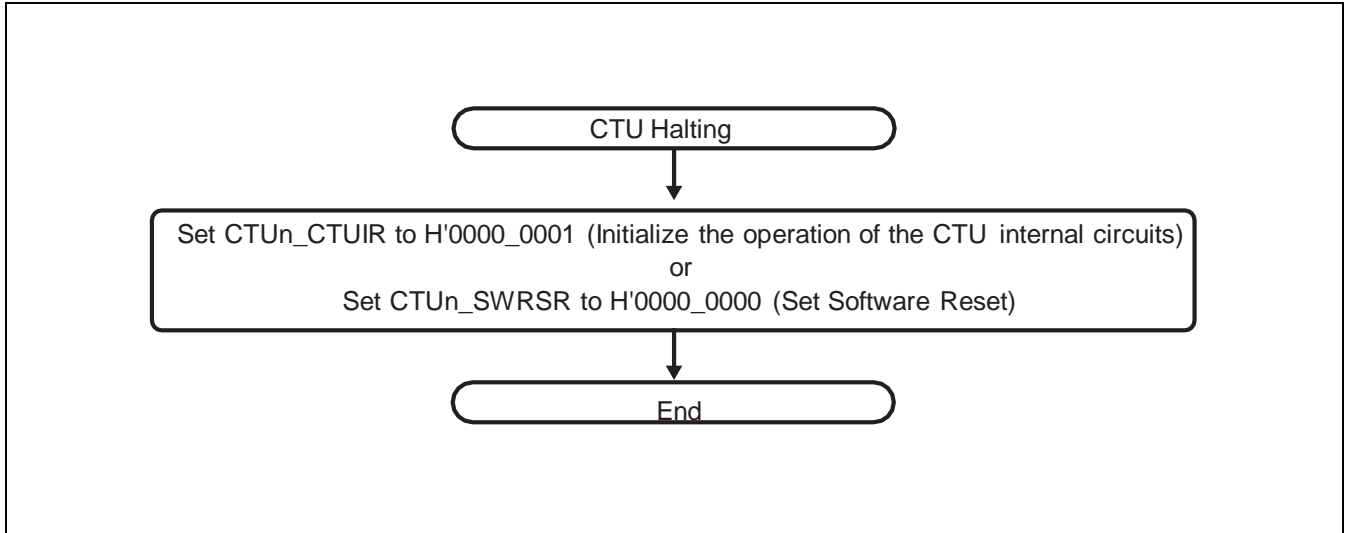 CTU Halting
Set CTUn_CTUIR to H'0000_0001 (Initialize the operation of the CTU internal circuits)
or
Set CTUn_SWRSR to H'0000_0000 (Set Software Reset)
End